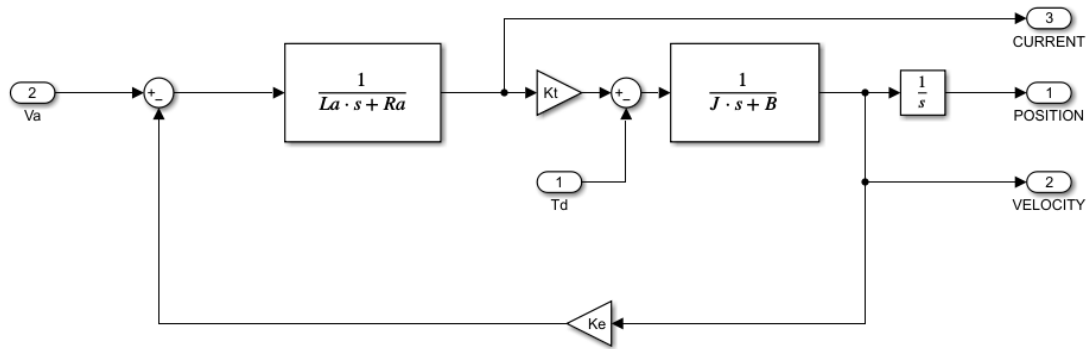 3
CURRENT
2
Va
+
−
1
La · s + Ra
Kt
+
−
1
J · s + B
1
s
1
POSITION
1
Td
2
VELOCITY
Ke